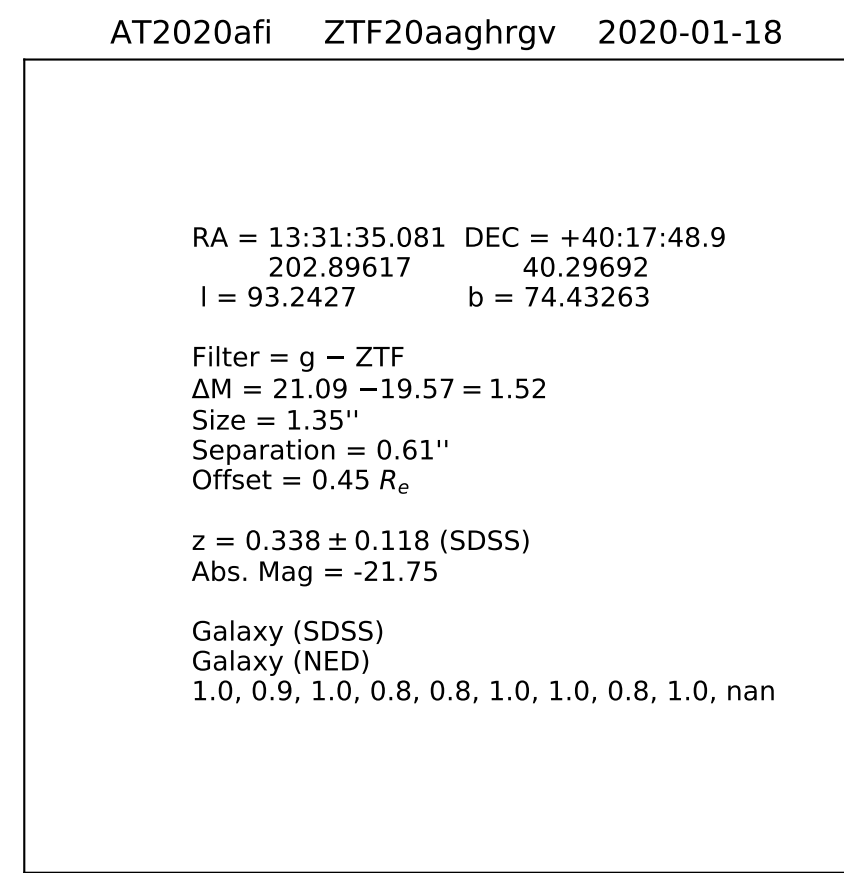 AT2020afi ZTF20aaghrgv 2020-01-18
RA = 13:31:35.081 DEC = +40:17:48.9
202.89617 40.29692
l = 93.2427 b = 74.43263
Filter = g − ZTF
ΔM = 21.09 −19.57 = 1.52
Size = 1.35''
Separation = 0.61''
Offset = 0.45 Re
z = 0.338 ± 0.118 (SDSS)
Abs. Mag = -21.75
Galaxy (SDSS)
Galaxy (NED)
1.0, 0.9, 1.0, 0.8, 0.8, 1.0, 1.0, 0.8, 1.0, nan